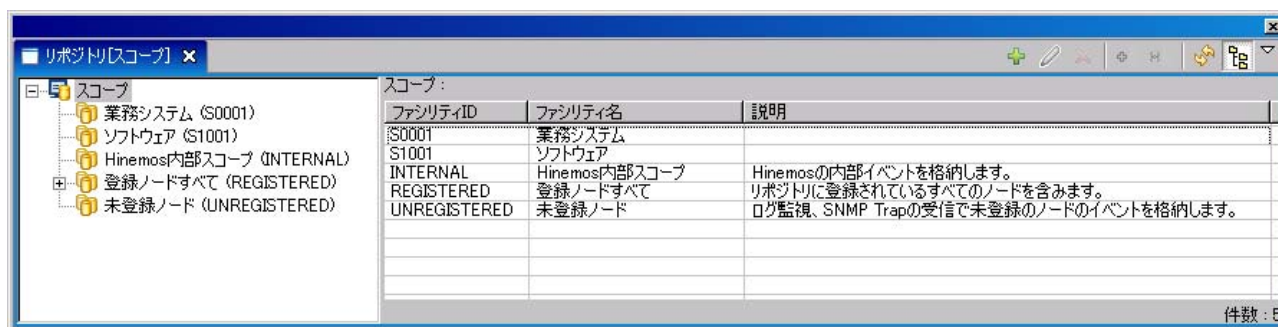 リポジトリ[スコープ]
スコープ
業務システム (S0001)
ソフトウェア (S1001)
Hinemos内部スコープ (INTERNAL)
登録ノードすべて (REGISTERED)
未登録ノード (UNREGISTERED)
スコープ :
ファシリティID ファシリティ名 説明
S0001 業務システム
S1001 ソフトウェア
INTERNAL Hinemos内部スコープ Hinemosの内部イベントを格納します。
REGISTERED 登録ノードすべて リポジトリに登録されているすべてのノードを含みます。
UNREGISTERED 未登録ノード ログ監視、SNMP Trapの受信で未登録のノードのイベントを格納します。
件数 : 5